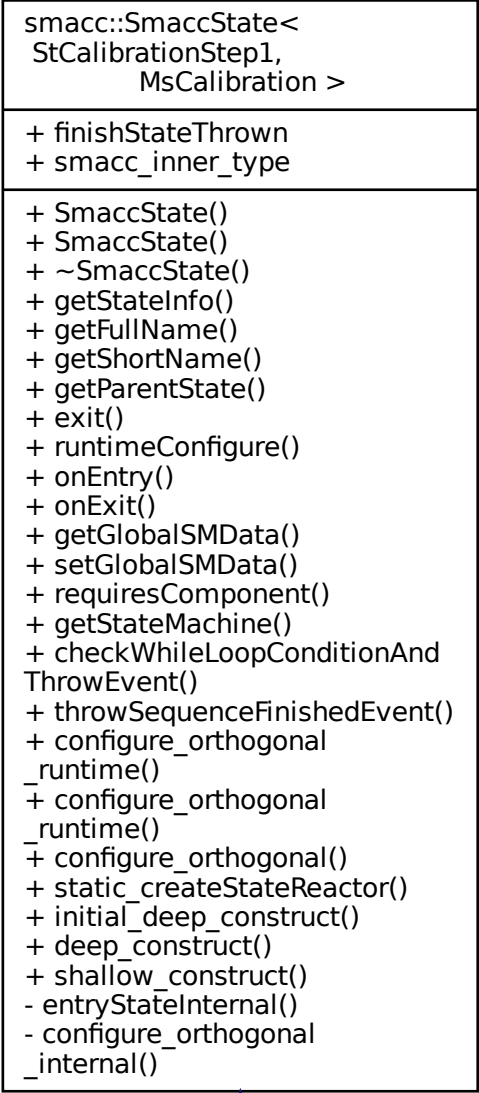 smacc::SmaccState<
StCalibrationStep1,
MsCalibration >
+ finishStateThrown
+ smacc_inner_type
+ SmaccState()
+ SmaccState()
+ ~SmaccState()
+ getStateInfo()
+ getFullName()
+ getShortName()
+ getParentState()
+ exit()
+ runtimeConfigure()
+ onEntry()
+ onExit()
+ getGlobalSMData()
+ setGlobalSMData()
+ requiresComponent()
+ getStateMachine()
+ checkWhileLoopConditionAnd
ThrowEvent()
+ throwSequenceFinishedEvent()
+ configure_orthogonal
_runtime()
+ configure_orthogonal
_runtime()
+ configure_orthogonal()
+ static_createStateReactor()
+ initial_deep_construct()
+ deep_construct()
+ shallow_construct()
- entryStateInternal()
- configure_orthogonal
_internal()